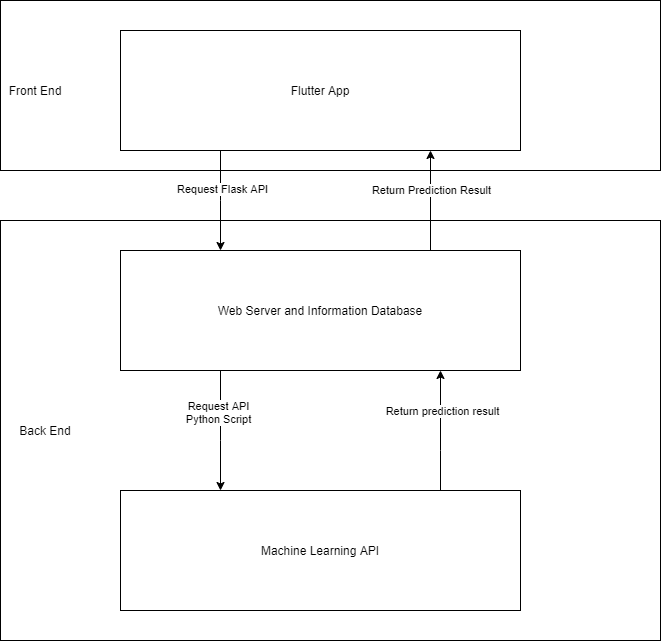 Front End
Flutter App
Request Flask API
Return Prediction Result
Web Server and Information Database
Request API
Python Script
Return prediction result
Back End
Machine Learning API